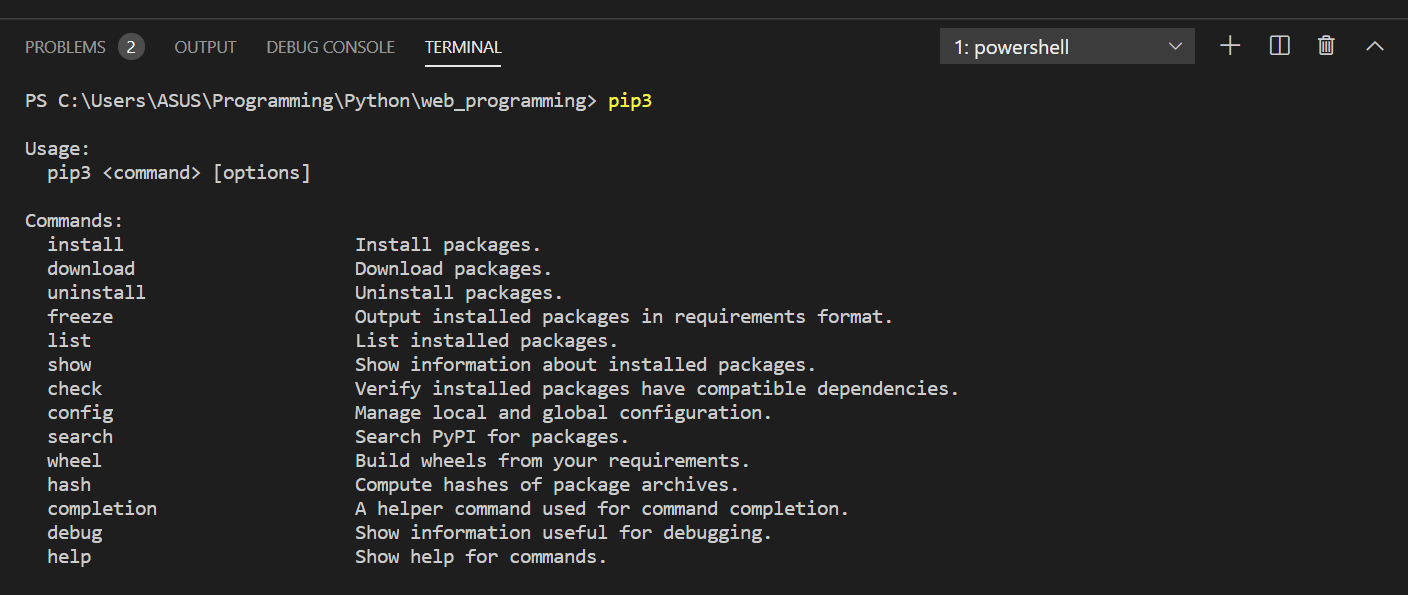 PROBLEMS 2 OUTPUT DEBUG CONSOLE TERMINAL 1: powershell
PS C:\Users\ASUS\Programming\Python\web_programming> pip3
Usage:
pip3 <command> [options]
Commands:
install Install packages.
download Download packages.
uninstall Uninstall packages.
freeze Output installed packages in requirements format.
list List installed packages.
show Show information about installed packages.
check Verify installed packages have compatible dependencies.
config Manage local and global configuration.
search Search PyPI for packages.
wheel Build wheels from your requirements.
hash Compute hashes of package archives.
completion A helper command used for command completion.
debug Show information useful for debugging.
help Show help for commands.